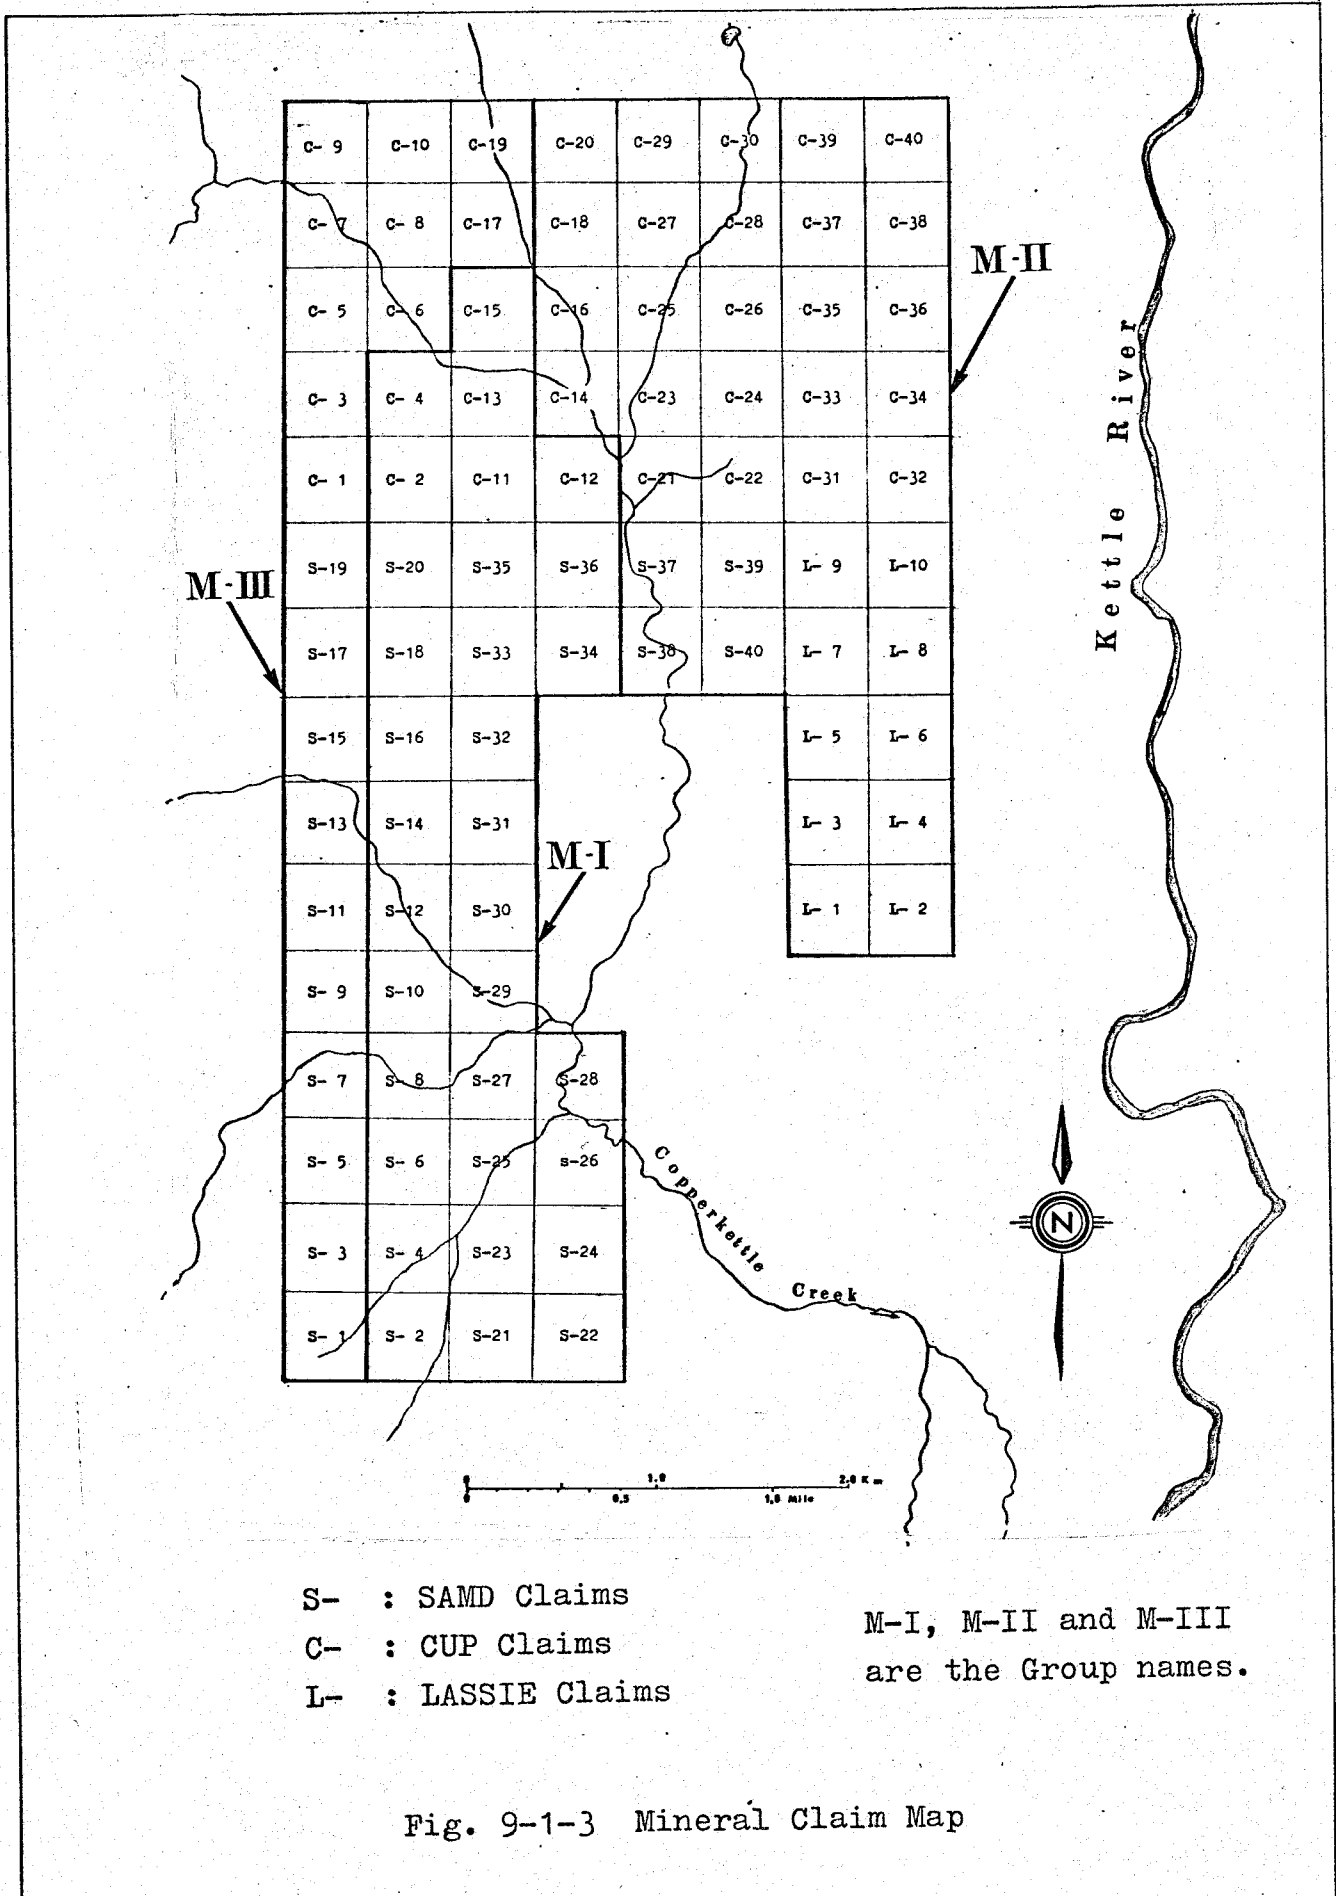 C- 9 C-10 C-19 C-20 C-29 C-30 C-39 C-40
C- 7 C- 8 C-17 C-18 C-27 C-28 C-37 C-38
M-II
C- 5 C- 6 C-15 C-16 C-25 C-26 C-35 C-36
C- 3 C- 4 C-13 C-14 C-23 C-24 C-33 C-34
C- 1 C- 2 C-11 C-12 C-21 C-22 C-31 C-32
Kettle River
S-19 S-20 S-35 S-36 S-37 S-39 L- 9 L-10
M-III
S-17 S-18 S-33 S-34 S-38 S-40 L- 7 L- 8
S-15 S-16 S-32 L- 5 L- 6
S-13 S-14 S-31 L- 3 L- 4
M-I
S-11 S-12 S-30 L- 1 L- 2
S- 9 S-10 S-29
S- 7 S- 8 S-27 S-28
S- 5 S- 6 S-25 s-26
Copperkettle Creek
N
S- 3 S- 4 S-23 S-24
S- 1 S- 2 S-21 S-22
0 1.0 2.0 Km
0 0.5 1.0 Mile
S- : SAMD Claims
C- : CUP Claims
L- : LASSIE Claims
M-I, M-II and M-III
are the Group names.
Fig. 9-1-3 Mineral Claim Map